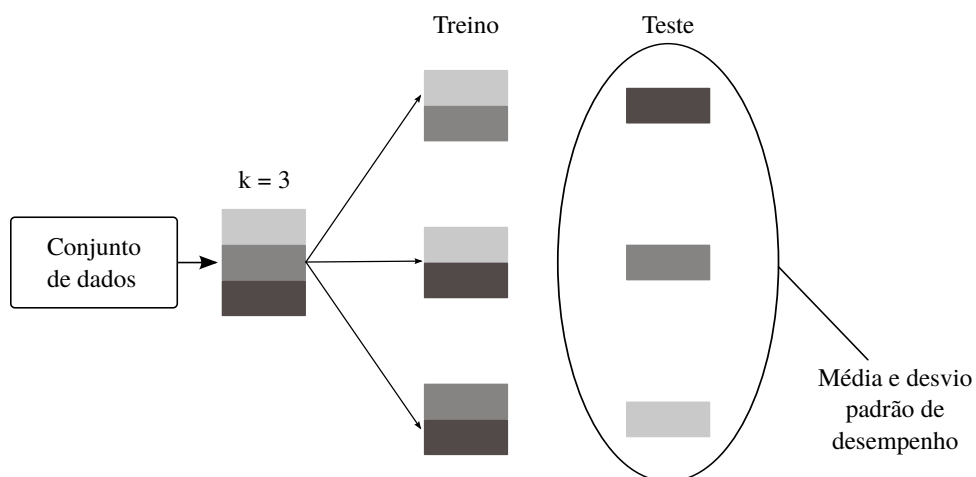 Treino
Teste
k = 3
Conjunto
de dados
Média e desvio
padrão de
desempenho